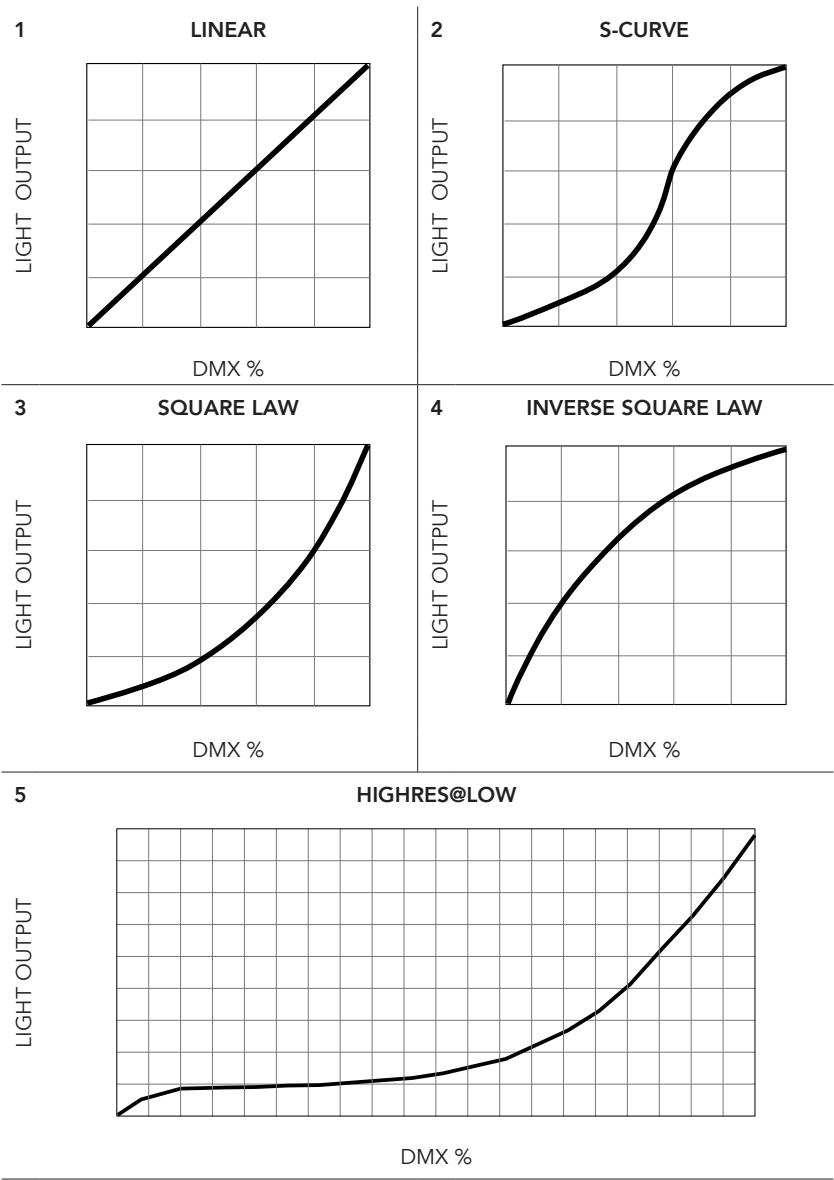 1
LINEAR
LIGHT OUTPUT
DMX %
2
S-CURVE
LIGHT OUTPUT
DMX %
3
SQUARE LAW
LIGHT OUTPUT
DMX %
4
INVERSE SQUARE LAW
LIGHT OUTPUT
DMX %
5
HIGHRES@LOW
LIGHT OUTPUT
DMX %